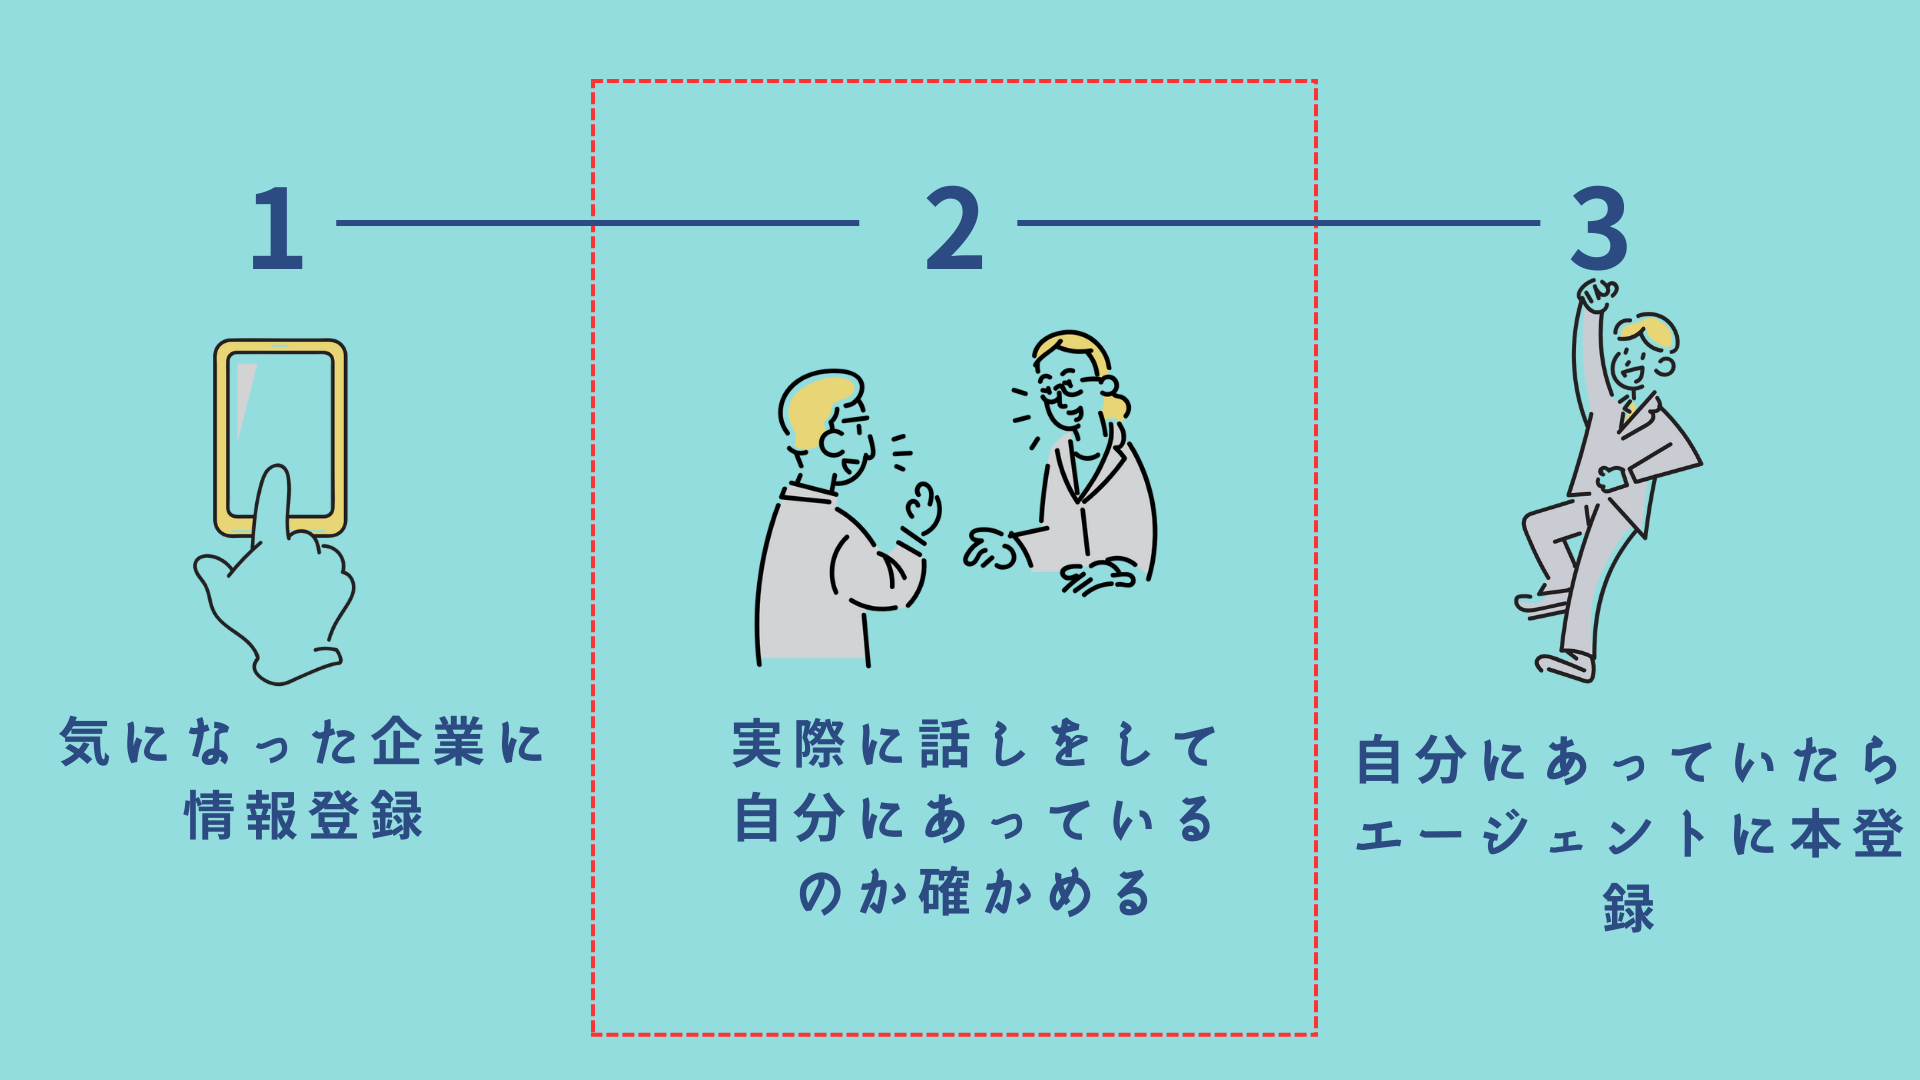 1
2
3
気になった企業に
情報登録
実際に話しをして
自分にあっている
のか確かめる
自分にあっていたら
エージェントに本登
録